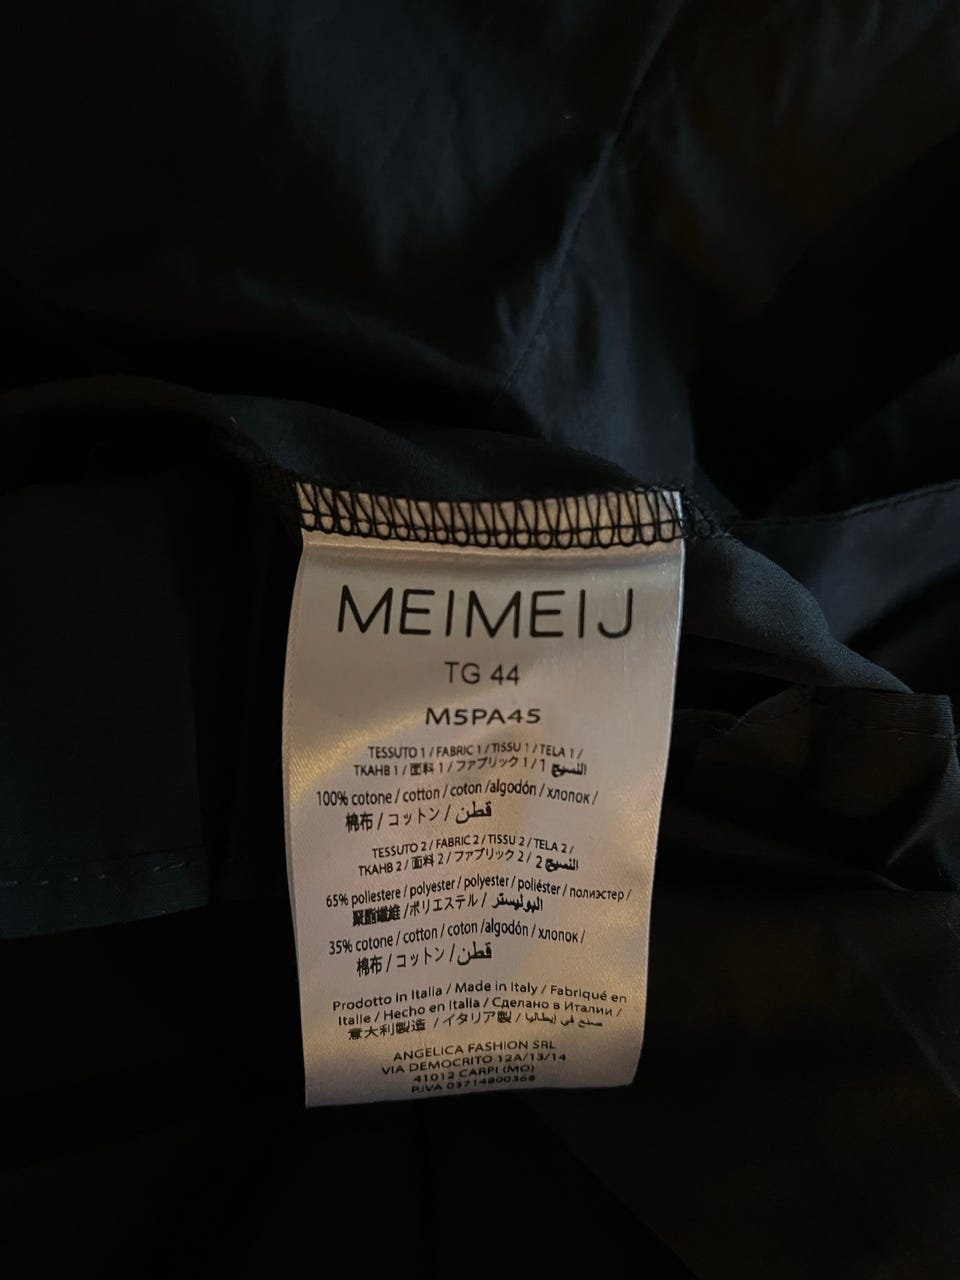 MEIMEIJ
TG 44
M5PA45
TESSUTO 1 / FABRIC 1 / TISSU 1 / TELA 1 /
ТКАНВ 1 / 面料 1 / ファブリック 1 / النسيج 1
100% cotone / cotton / coton /algodón / хлопок /
棉布 / コットン / قطن
TESSUTO 2 / FABRIC 2 / TISSU 2 / TELA 2 /
ТКАНВ 2 / 面料 2 / ファブリック 2 / النسيج 2
65% poliestere / polyester / polyester / poliéster / полиэстер /
聚酯纖維 /ポリエステル / البوليستر
35% cotone / cotton / coton /algodón / хлопок /
棉布 / コットン / قطن
Prodotto in Italia / Made in Italy / Fabriqué en
Italie / Hecho en Italia / Сделано в Италии /
意大利製造 / イタリア製 / صنع في إيطاليا
ANGELICA FASHION SRL
VIA DEMOCRITO 12A/13/14
41012 CARPI (MO)
P.IVA 03714800368